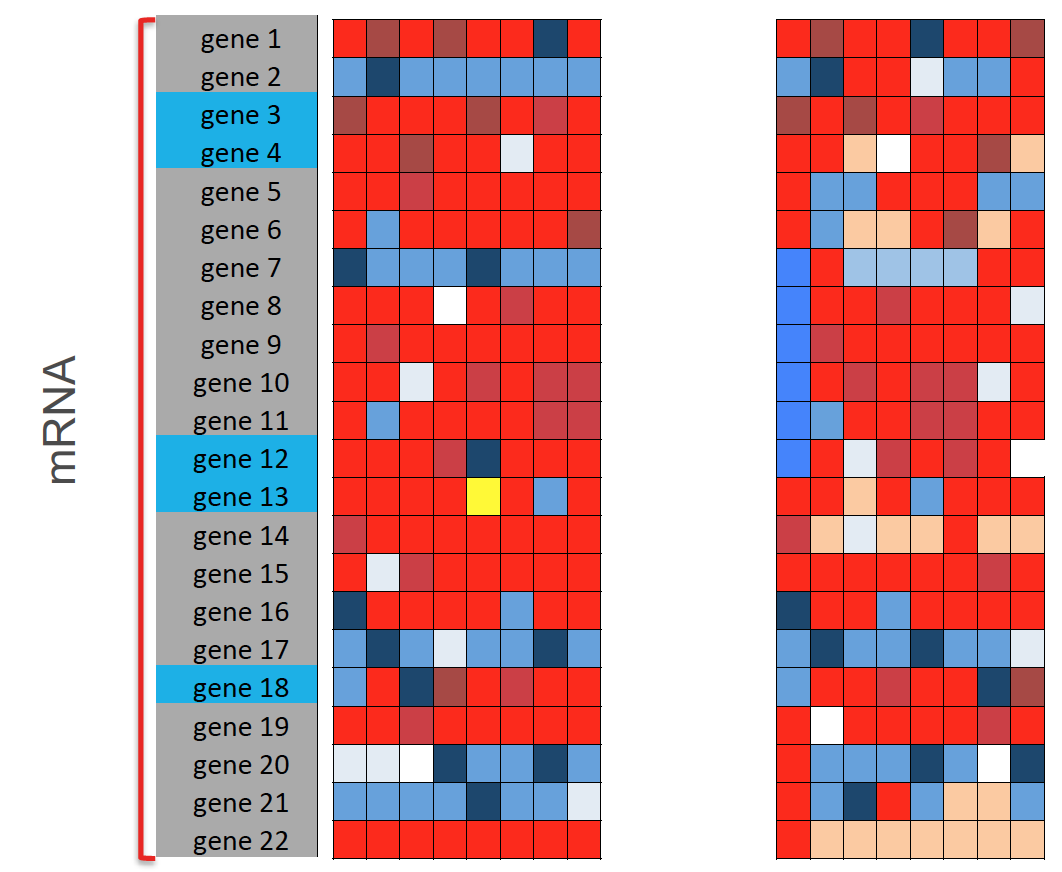 mRNA
gene 1
gene 2
gene 3
gene 4
gene 5
gene 6
gene 7
gene 8
gene 9
gene 10
gene 11
gene 12
gene 13
gene 14
gene 15
gene 16
gene 17
gene 18
gene 19
gene 20
gene 21
gene 22